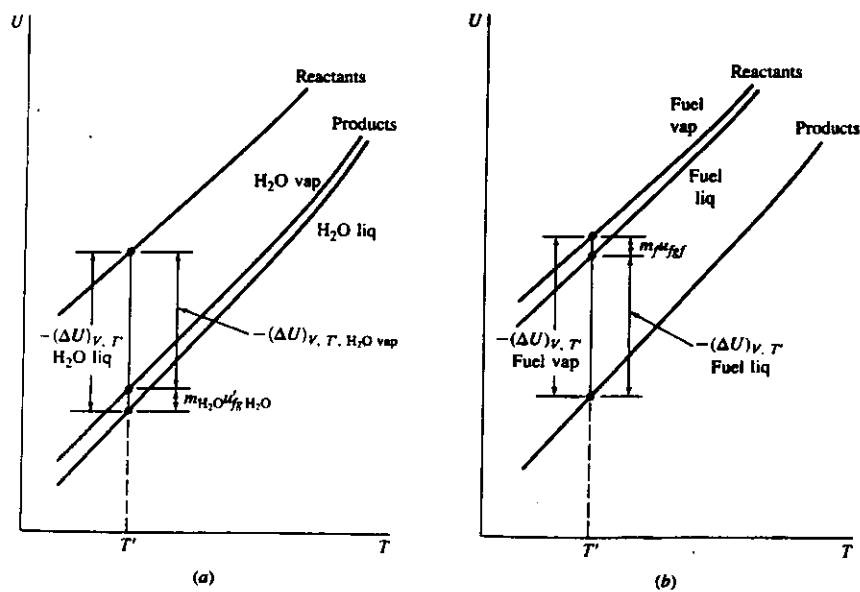 U
Reactants
Products
H₂O vap
H₂O liq
−(ΔU)V, T′
H₂O liq
−(ΔU)V, T′, H₂O vap
mH₂Ou′fg H₂O
T′
T
(a)
U
Reactants
Fuel
vap
Products
Fuel
liq
mfufgf
−(ΔU)V, T′
Fuel vap
−(ΔU)V, T′
Fuel liq
T′
T
(b)